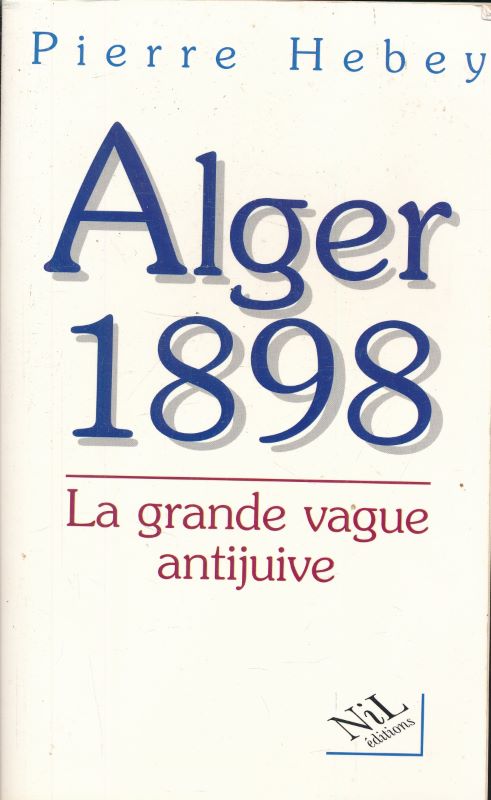 Pierre Hebey
Alger
1898
La grande vague
antijuive
NiL
éditions